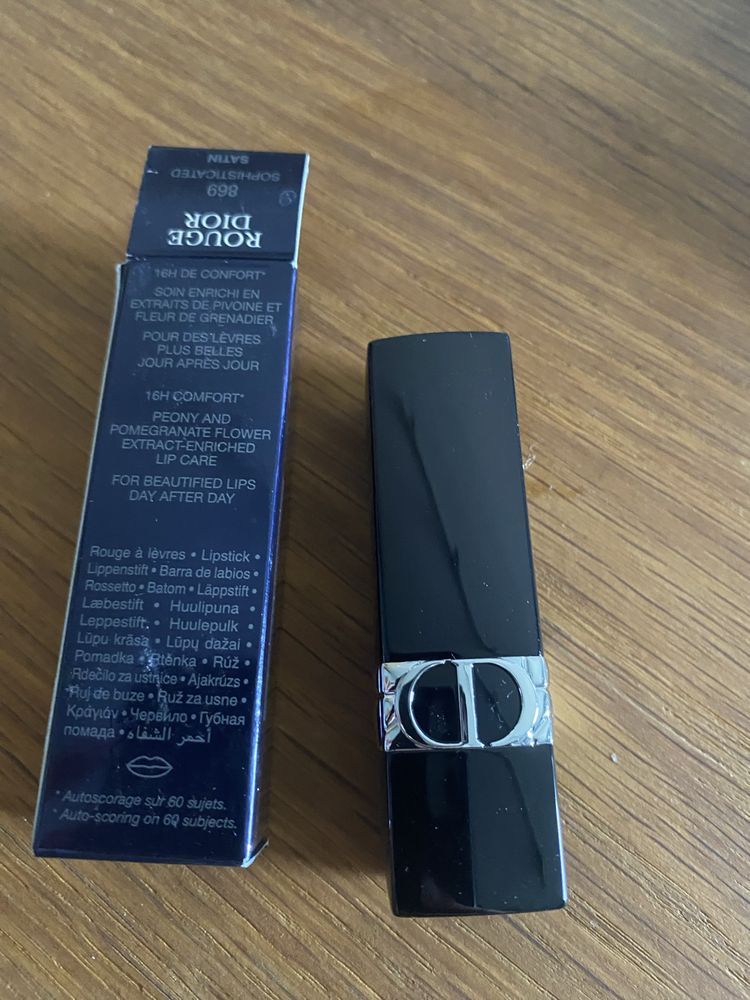 ROUGE
DIOR
869
SOPHISTICATED
SATIN
16H DE CONFORT*
SOIN ENRICHI EN
EXTRAITS DE PIVOINE ET
FLEUR DE GRENADIER
POUR DES LÈVRES
PLUS BELLES
JOUR APRÈS JOUR
16H COMFORT*
PEONY AND
POMEGRANATE FLOWER
EXTRACT-ENRICHED
LIP CARE
FOR BEAUTIFIED LIPS
DAY AFTER DAY
Rouge à lèvres • Lipstick •
Lippenstift • Barra de labios •
Rossetto • Batom • Läppstift •
Læbestift • Huulipuna •
Leppestift • Huulepulk •
Lūpu krāsa • Lūpų dažai •
Pomadka • Rtěnka • Rúž •
Rdečilo za ustnice • Ajakrúzs •
Ruj de buze • Ruž za usne •
Κραγιόν • Червило • Губная
помада • أحمر الشفاه
* Autoscorage sur 60 sujets.
* Auto-scoring on 60 subjects.
CD